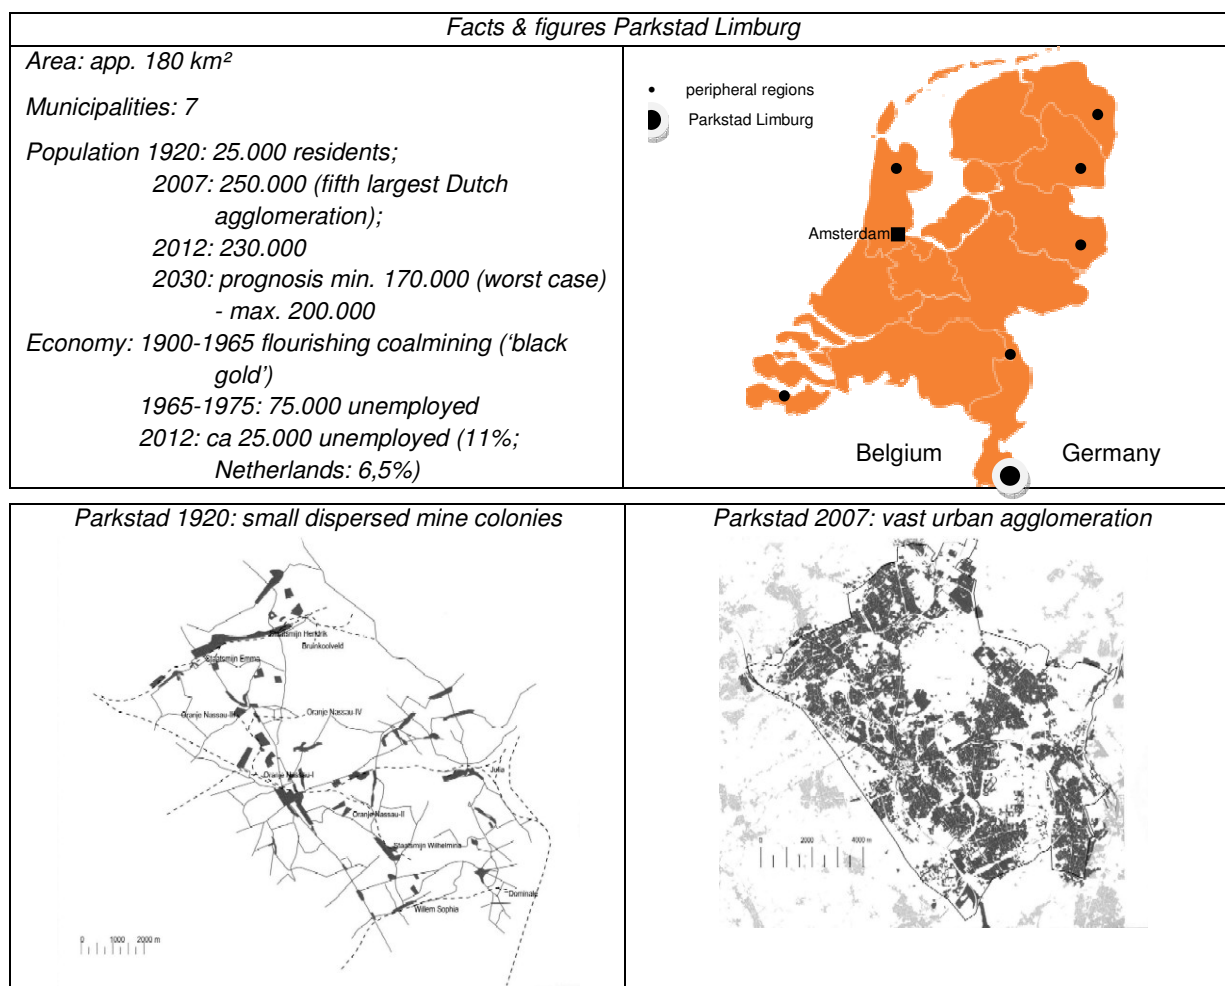 Facts & figures Parkstad Limburg
Area: app. 180 km²
Municipalities: 7
Population 1920: 25.000 residents;
2007: 250.000 (fifth largest Dutch
agglomeration);
2012: 230.000
2030: prognosis min. 170.000 (worst case)
- max. 200.000
Economy: 1900-1965 flourishing coalmining (‘black
gold’)
1965-1975: 75.000 unemployed
2012: ca 25.000 unemployed (11%;
Netherlands: 6,5%)
peripheral regions
Parkstad Limburg
Amsterdam
Belgium
Germany
Parkstad 1920: small dispersed mine colonies
Staatsmijn Hendrik
Bruinkoolveld
Staatsmijn Emma
Oranje Nassau-III
Oranje Nassau-IV
Oranje Nassau-I
Julia
Oranje Nassau-II
Staatsmijn Wilhelmina
Dominale
Willem Sophia
0 1000 2000 m
Parkstad 2007: vast urban agglomeration
0 2000 4000 m